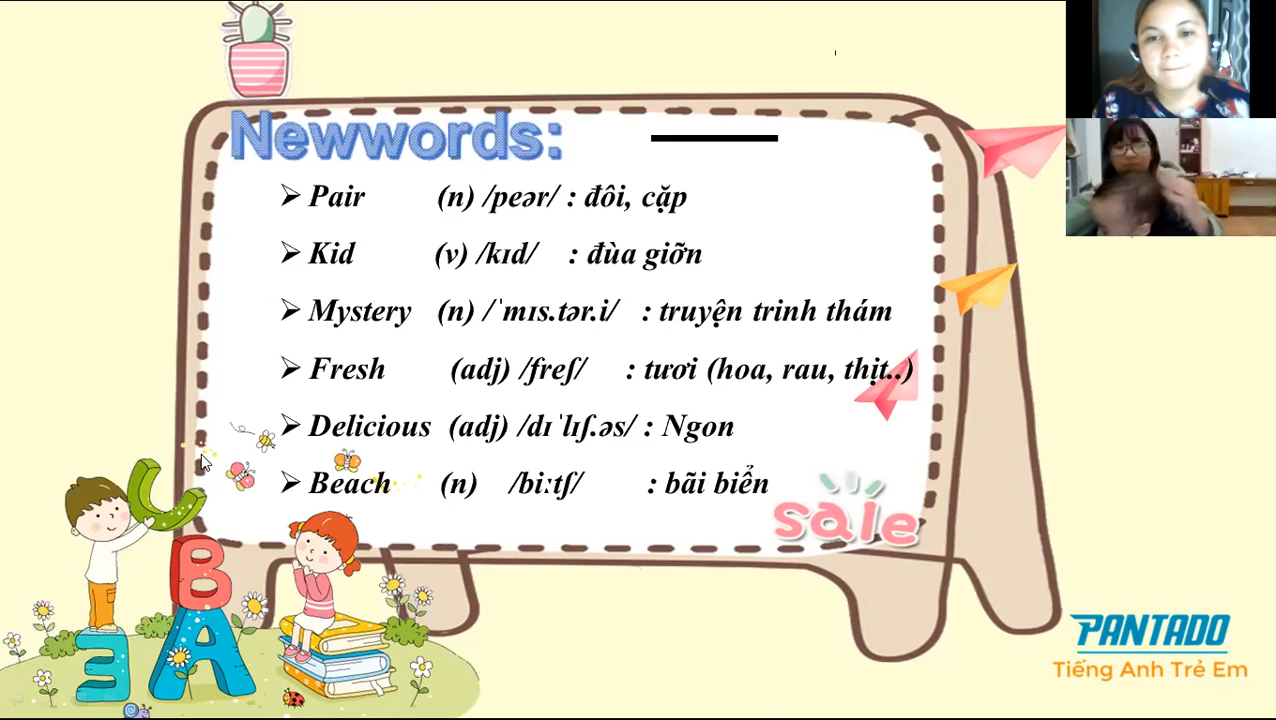 Newwords:
➢ Pair (n) /peər/ : đôi, cặp
➢ Kid (v) /kɪd/ : đùa giỡn
➢ Mystery (n) /ˈmɪs.tər.i/ : truyện trinh thám
➢ Fresh (adj) /freʃ/ : tươi (hoa, rau, thịt..)
➢ Delicious (adj) /dɪˈlɪʃ.əs/ : Ngon
➢ Beach (n) /biːtʃ/ : bãi biển
sale
U
B
E A
PANTADO
Tiếng Anh Trẻ Em